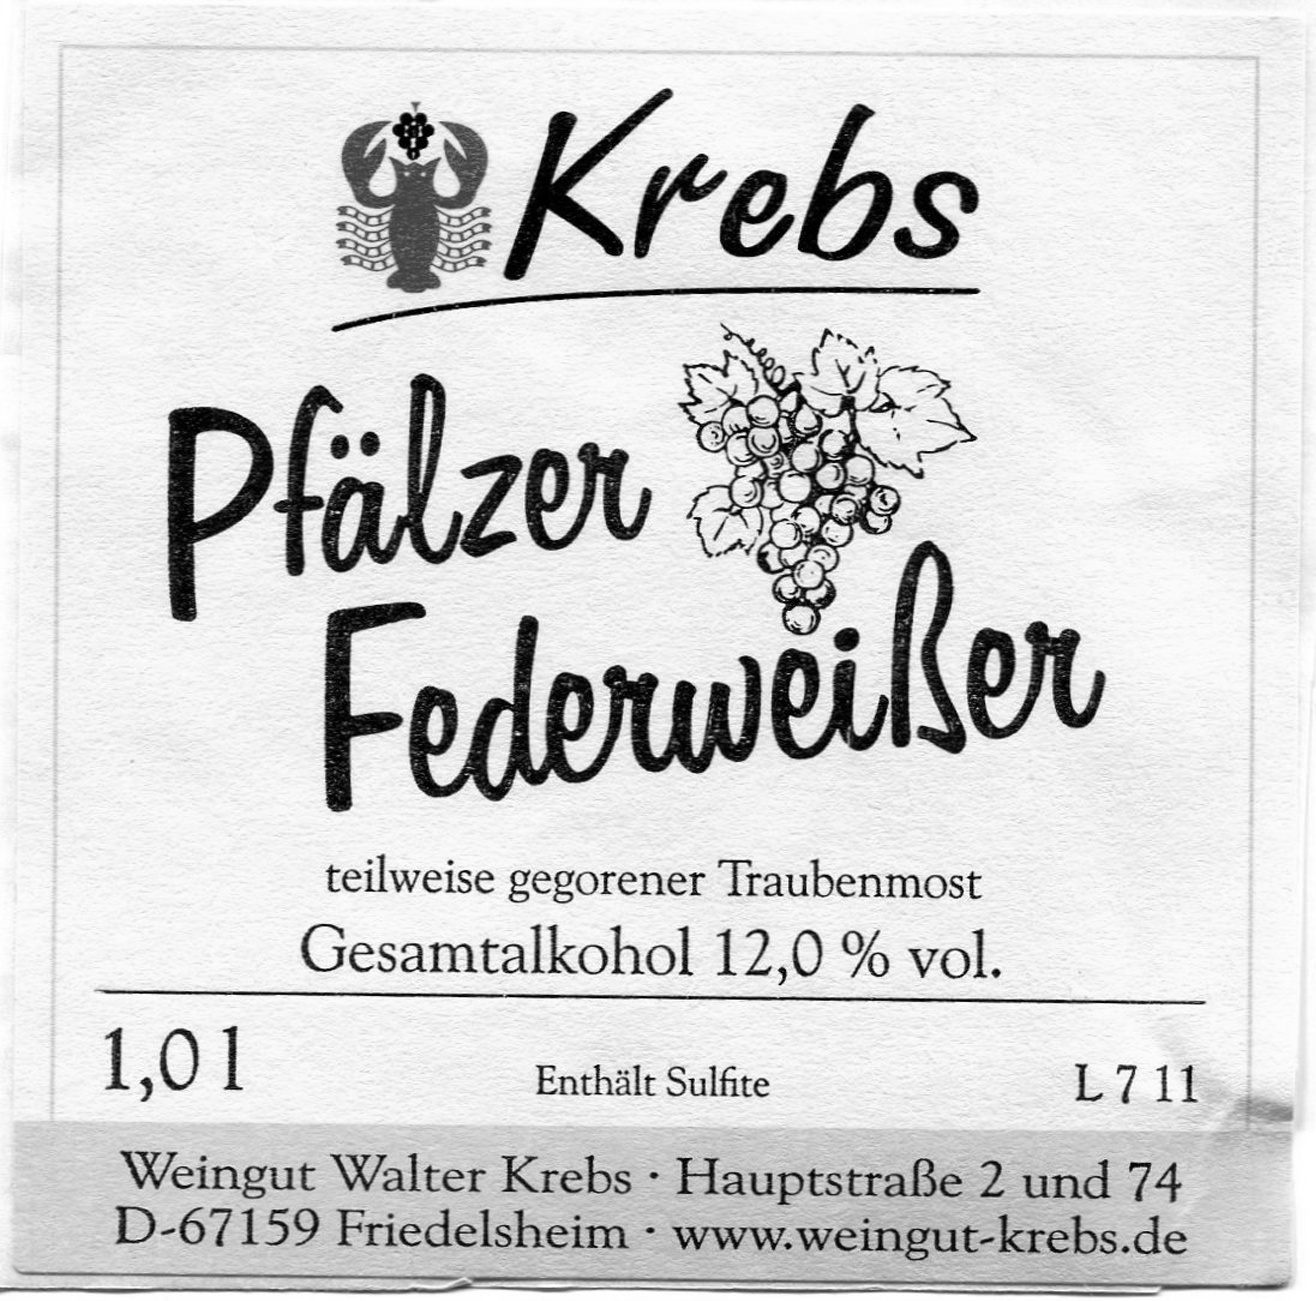 Krebs
Pfälzer
Federweißer
teilweise gegorener Traubenmost
Gesamtalkohol 12,0 % vol.
1,0 l Enthält Sulfite L 7 11
Weingut Walter Krebs · Hauptstraße 2 und 74
D-67159 Friedelsheim · www.weingut-krebs.de